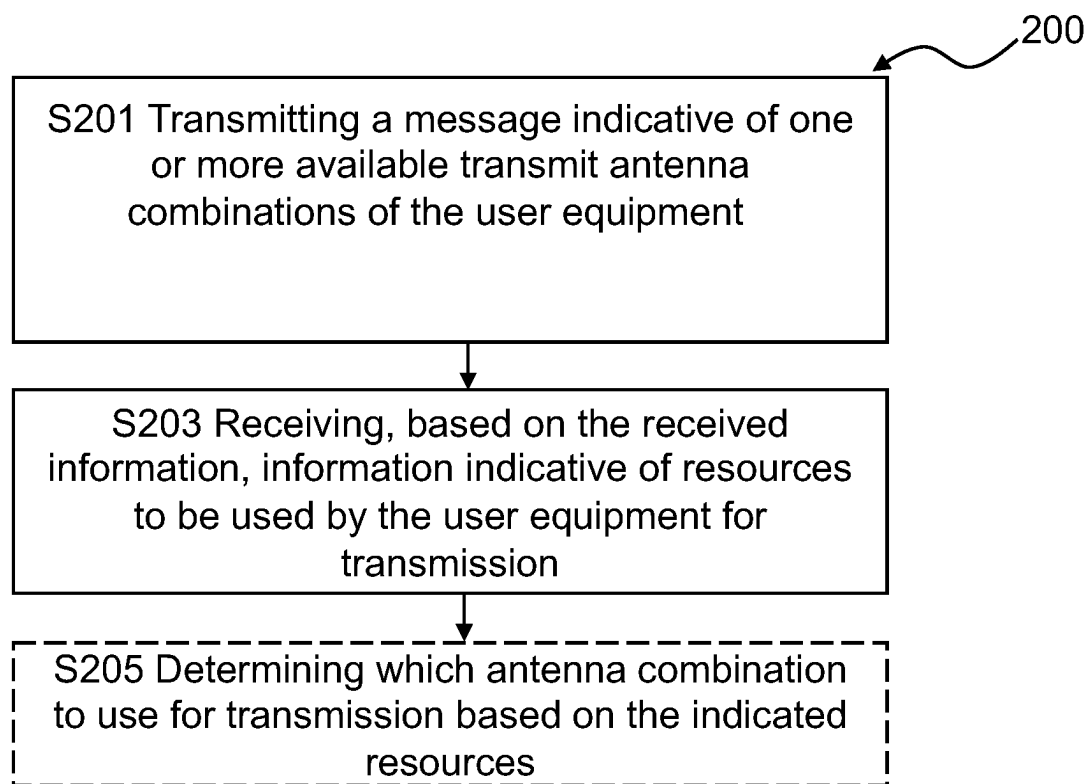 200
S201 Transmitting a message indicative of one
or more available transmit antenna
combinations of the user equipment
S203 Receiving, based on the received
information, information indicative of resources
to be used by the user equipment for
transmission
S205 Determining which antenna combination
to use for transmission based on the indicated
resources